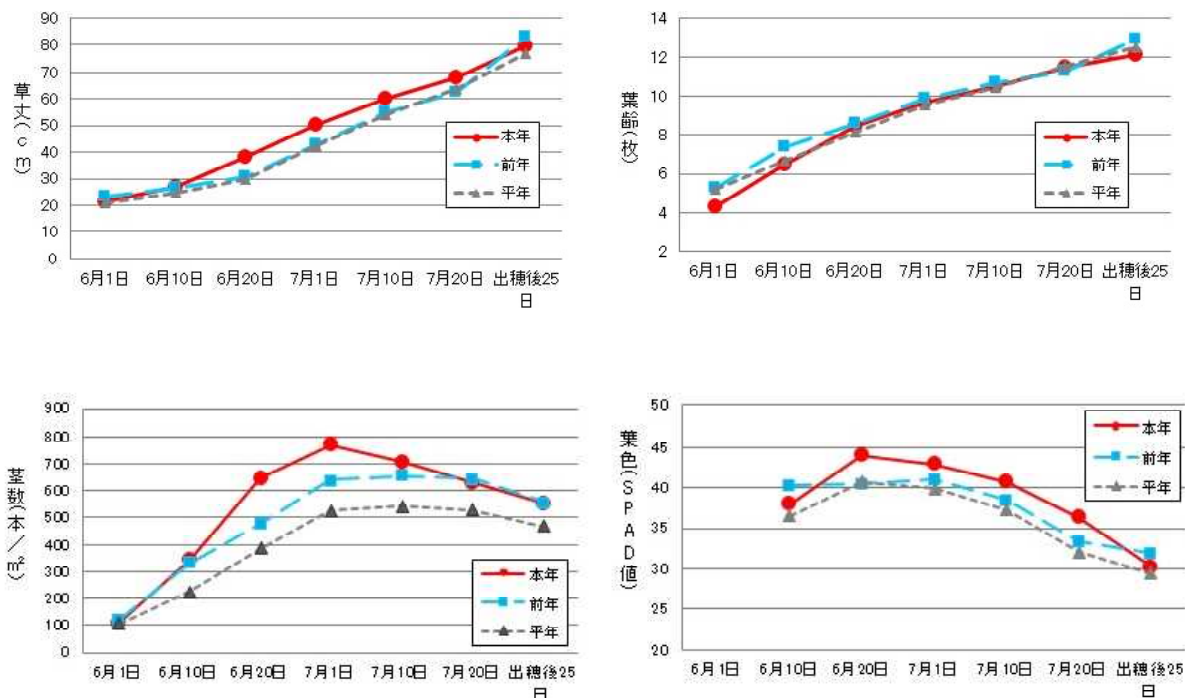 草丈(cm)
90
80
70
60
50
40
30
20
10
0
本年
前年
平年
6月1日 6月10日 6月20日 7月1日 7月10日 7月20日 出穂後25日
葉齢(枚)
14
12
10
8
6
4
2
本年
前年
平年
6月1日 6月10日 6月20日 7月1日 7月10日 7月20日 出穂後25日
茎数(本/㎡)
900
800
700
600
500
400
300
200
100
0
本年
前年
平年
6月1日 6月10日 6月20日 7月1日 7月10日 7月20日 出穂後25日
葉色(SPAD値)
50
45
40
35
30
25
20
本年
前年
平年
6月1日 6月10日 6月20日 7月1日 7月10日 7月20日 出穂後25日